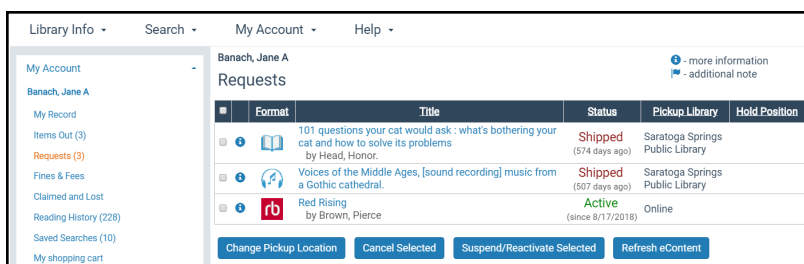 Library Info Search My Account Help
My Account
Banach, Jane A
My Record
Items Out (3)
Requests (3)
Fines & Fees
Claimed and Lost
Reading History (228)
Saved Searches (10)
My shopping cart
Banach, Jane A
Requests
- more information
- additional note
Format Title Status Pickup Library Hold Position
101 questions your cat would ask : what's bothering your
cat and how to solve its problems
by Head, Honor.
Shipped
(574 days ago)
Saratoga Springs
Public Library
Voices of the Middle Ages, [sound recording] music from
a Gothic cathedral.
Shipped
(507 days ago)
Saratoga Springs
Public Library
rb
Red Rising
by Brown, Pierce
Active
(since 8/17/2018)
Online
Change Pickup Location Cancel Selected Suspend/Reactivate Selected Refresh eContent